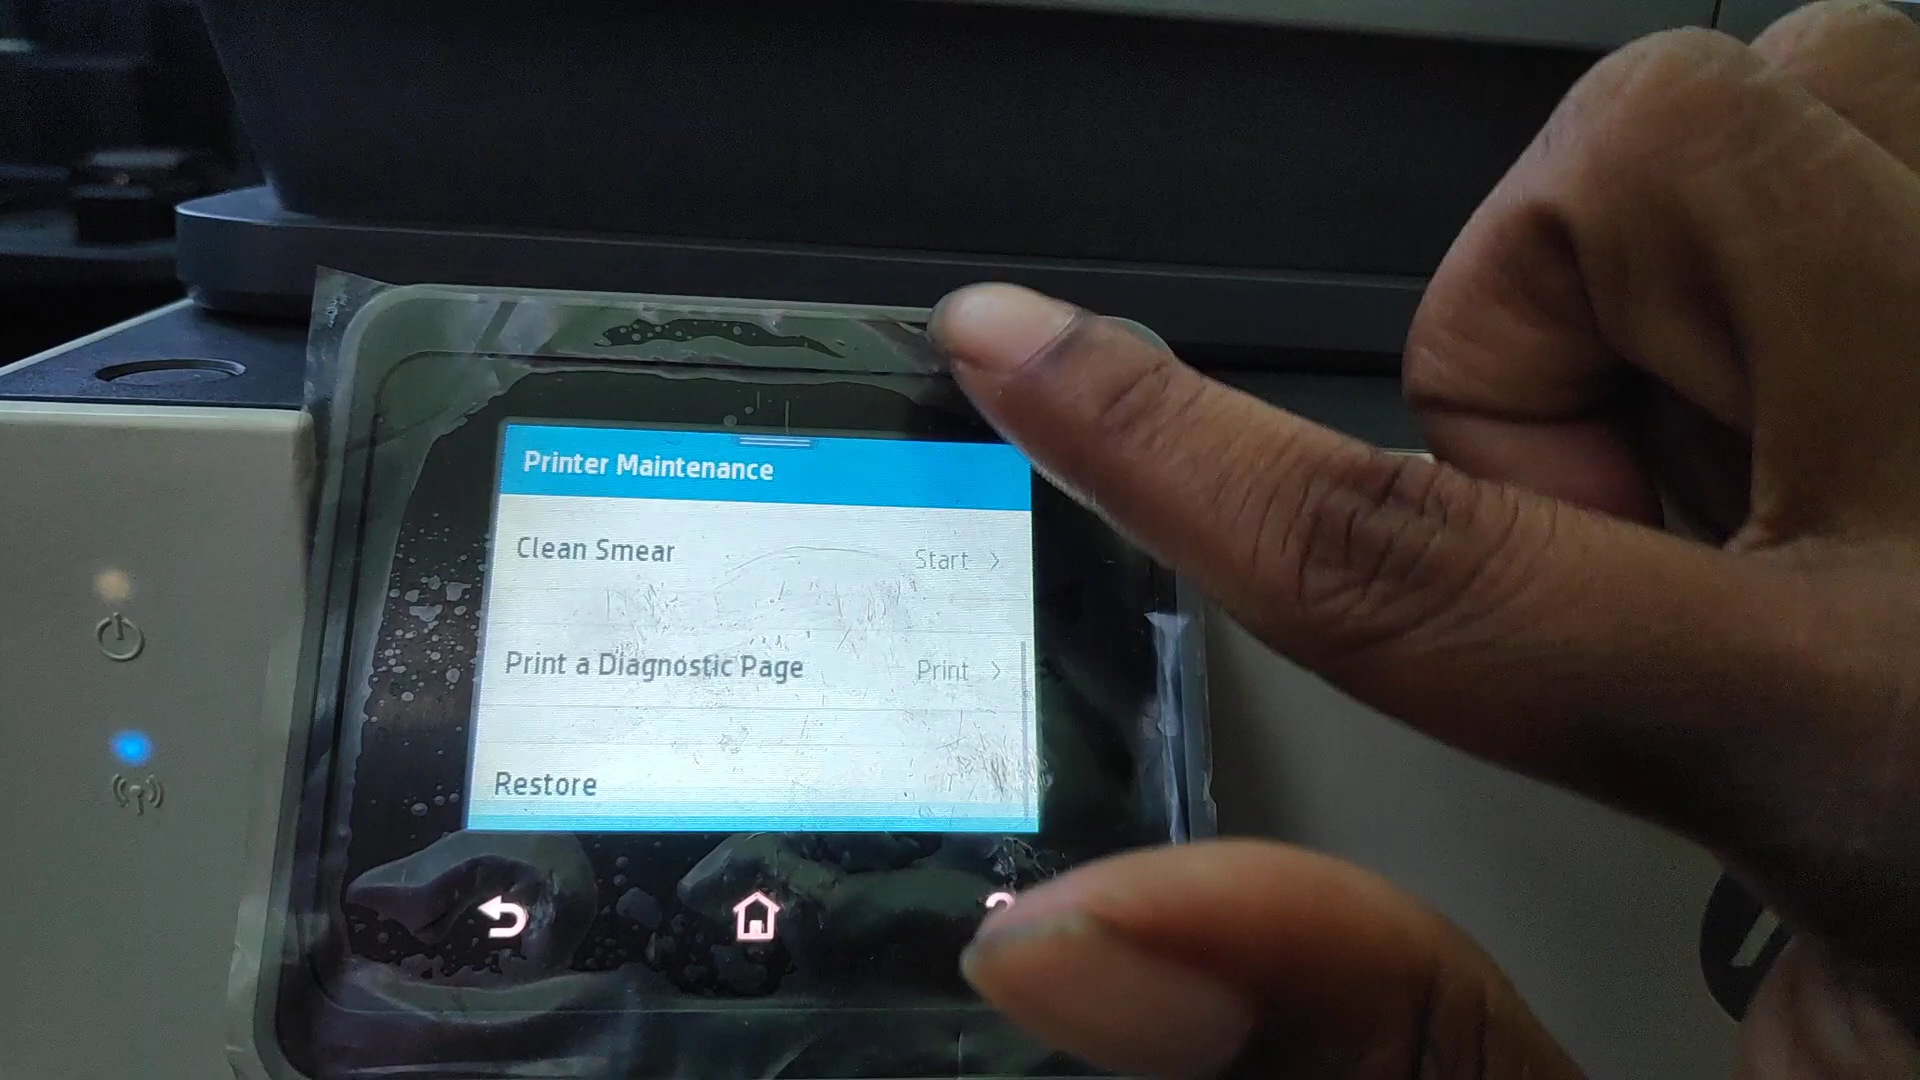 Printer Maintenance
Clean Smear Start >
Print a Diagnostic Page Print >
Restore
?